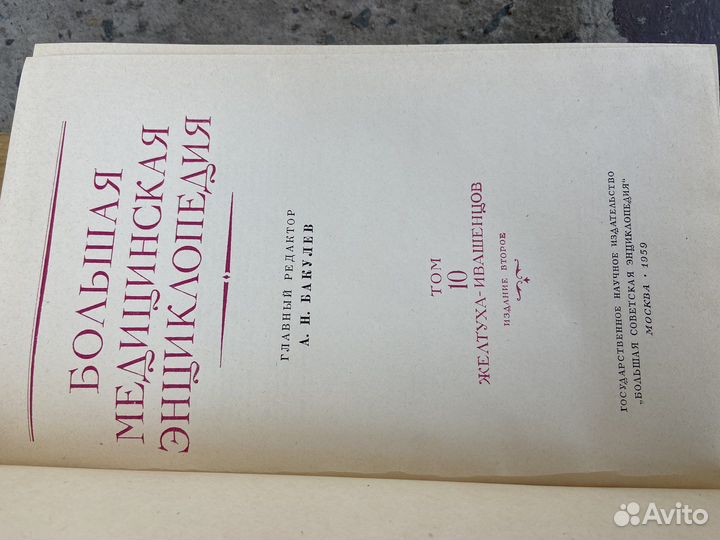 БОЛЬШАЯ
МЕДИЦИНСКАЯ
ЭНЦИКЛОПЕДИЯ
ГЛАВНЫЙ РЕДАКТОР
А. Н. БАКУЛЕВ
ТОМ
10
ЖЕЛТУХА-ИВАШЕНЦОВ
ИЗДАНИЕ ВТОРОЕ
ГОСУДАРСТВЕННОЕ НАУЧНОЕ ИЗДАТЕЛЬСТВО
„БОЛЬШАЯ СОВЕТСКАЯ ЭНЦИКЛОПЕДИЯ"
МОСКВА · 1959
Avito